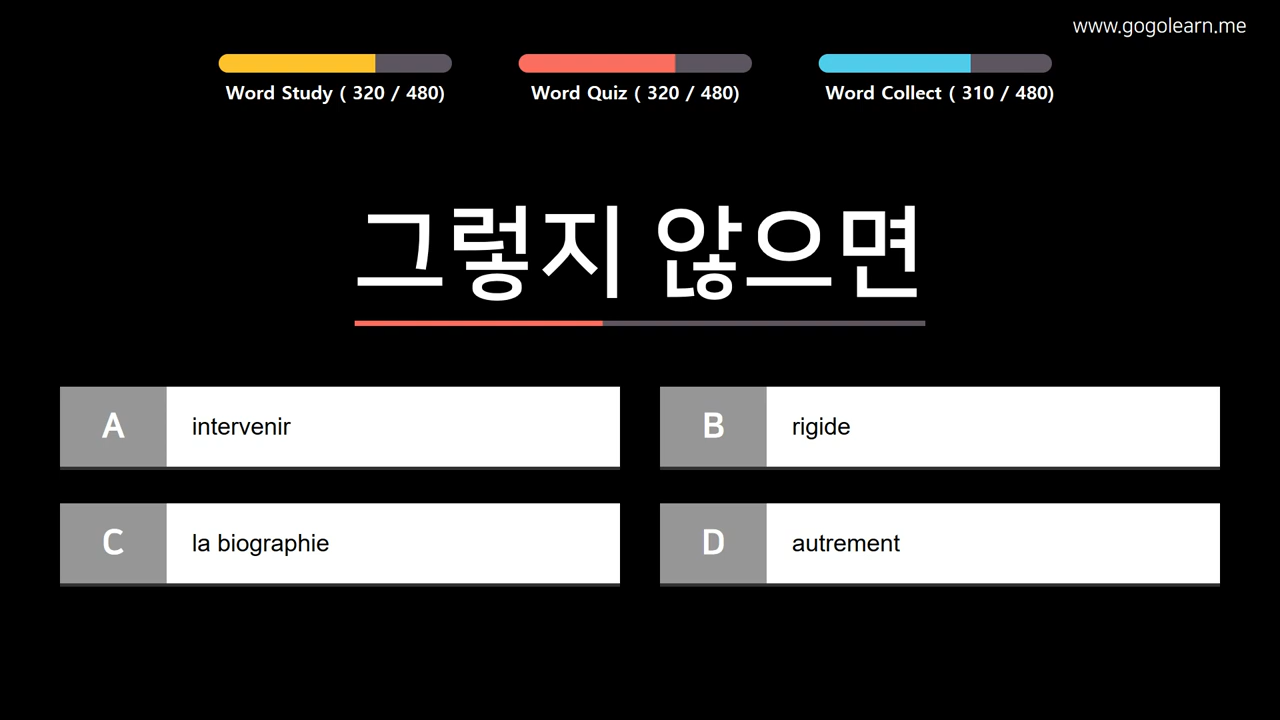 www.gogolearn.me
Word Study ( 320 / 480)
Word Quiz ( 320 / 480)
Word Collect ( 310 / 480)
그렇지 않으면
A intervenir
B rigide
C la biographie
D autrement